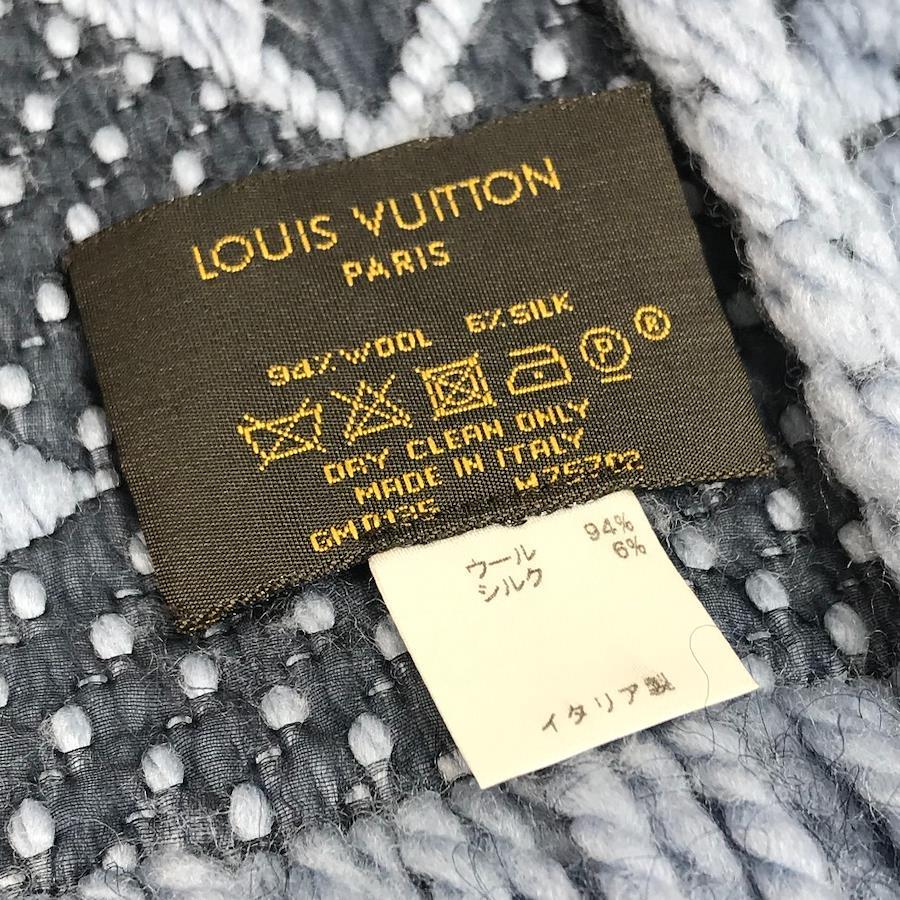 LOUIS VUITTON
PARIS
94% WOOL 6% SILK
P R
DRY CLEAN ONLY
MADE IN ITALY
M75702
ウール 94%
シルク 6%
イタリア製